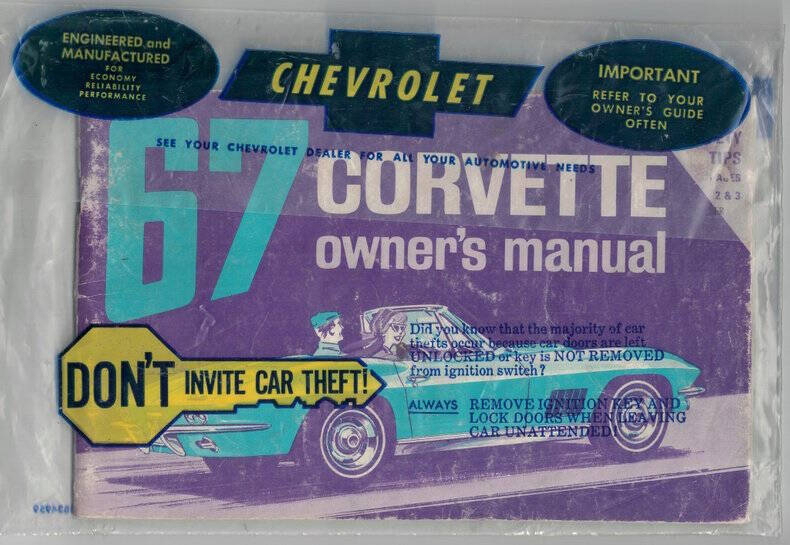 ENGINEERED and
MANUFACTURED
FOR
ECONOMY
RELIABILITY
PERFORMANCE
CHEVROLET
IMPORTANT
REFER TO YOUR
OWNER'S GUIDE
OFTEN
SEE YOUR CHEVROLET DEALER FOR ALL YOUR AUTOMOTIVE NEEDS
TIPS
2 & 3
67 CORVETTE
owner's manual
Did you know that the majority of car
thefts occur because car doors are left
UNLOCKED or key is NOT REMOVED
from ignition switch?
DON'T INVITE CAR THEFT!
ALWAYS REMOVE IGNITION KEY AND
LOCK DOORS WHEN LEAVING
CAR UNATTENDED!